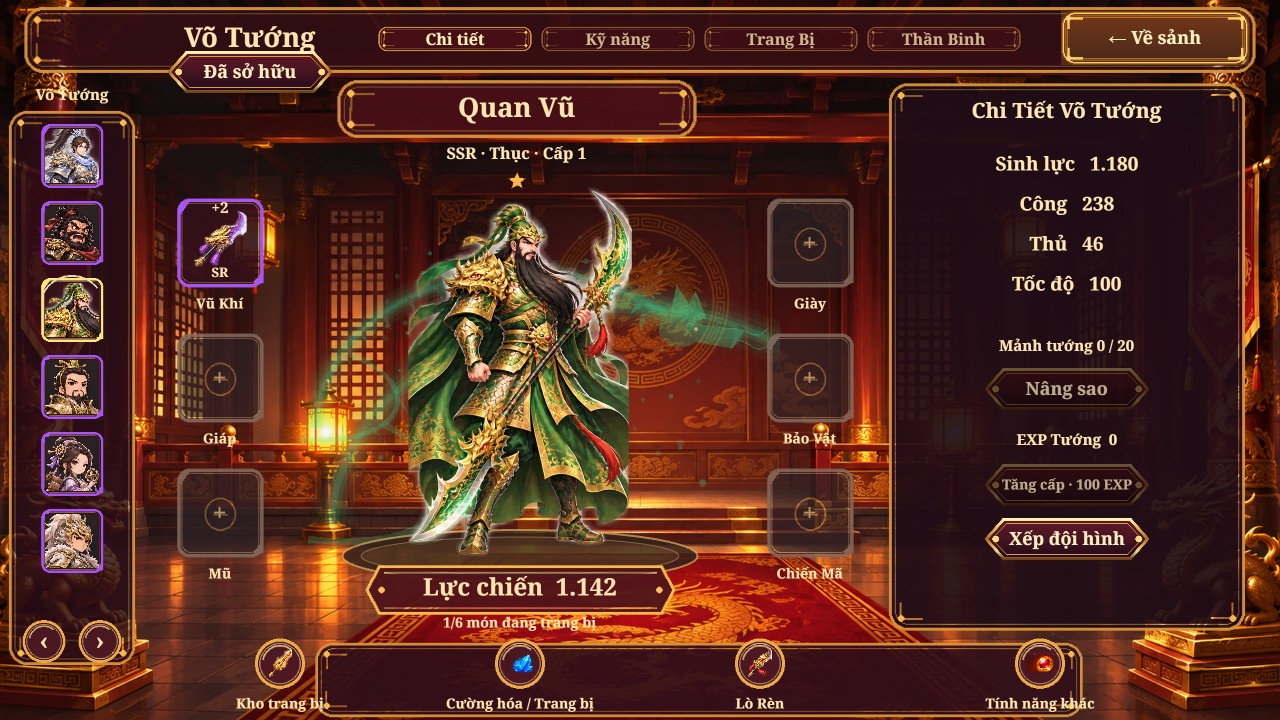 Võ Tướng
Đã sở hữu
Chi tiết
Kỹ năng
Trang Bị
Thần Binh
← Về sảnh
Võ Tướng
Quan Vũ
SSR · Thục · Cấp 1
+2
SR
Vũ Khí
Giáp
Mũ
Giày
Bảo Vật
Chiến Mã
Lực chiến 1.142
1/6 món đang trang bị
Chi Tiết Võ Tướng
Sinh lực 1.180
Công 238
Thủ 46
Tốc độ 100
Mảnh tướng 0 / 20
Nâng sao
EXP Tướng 0
Tăng cấp · 100 EXP
Xếp đội hình
‹ ›
Kho trang bị
Cường hóa / Trang bị
Lò Rèn
Tính năng khác